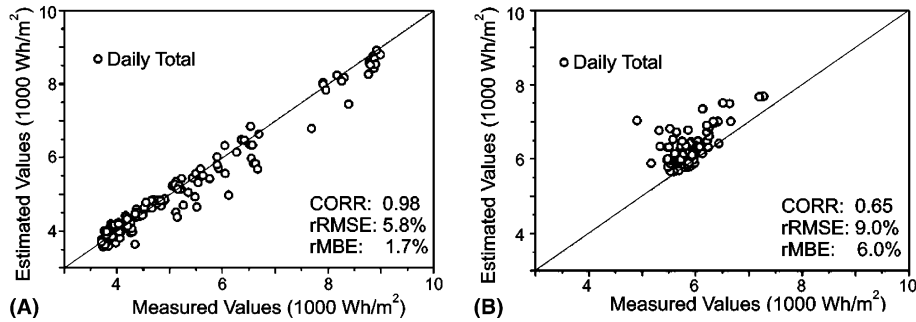 (A)
Estimated Values (1000 Wh/m²)
10
8
6
4
Daily Total
CORR: 0.98
rRMSE: 5.8%
rMBE: 1.7%
4 6 8 10
Measured Values (1000 Wh/m²)
(B)
Estimated Values (1000 Wh/m²)
10
8
6
4
Daily Total
CORR: 0.65
rRMSE: 9.0%
rMBE: 6.0%
4 6 8 10
Measured Values (1000 Wh/m²)